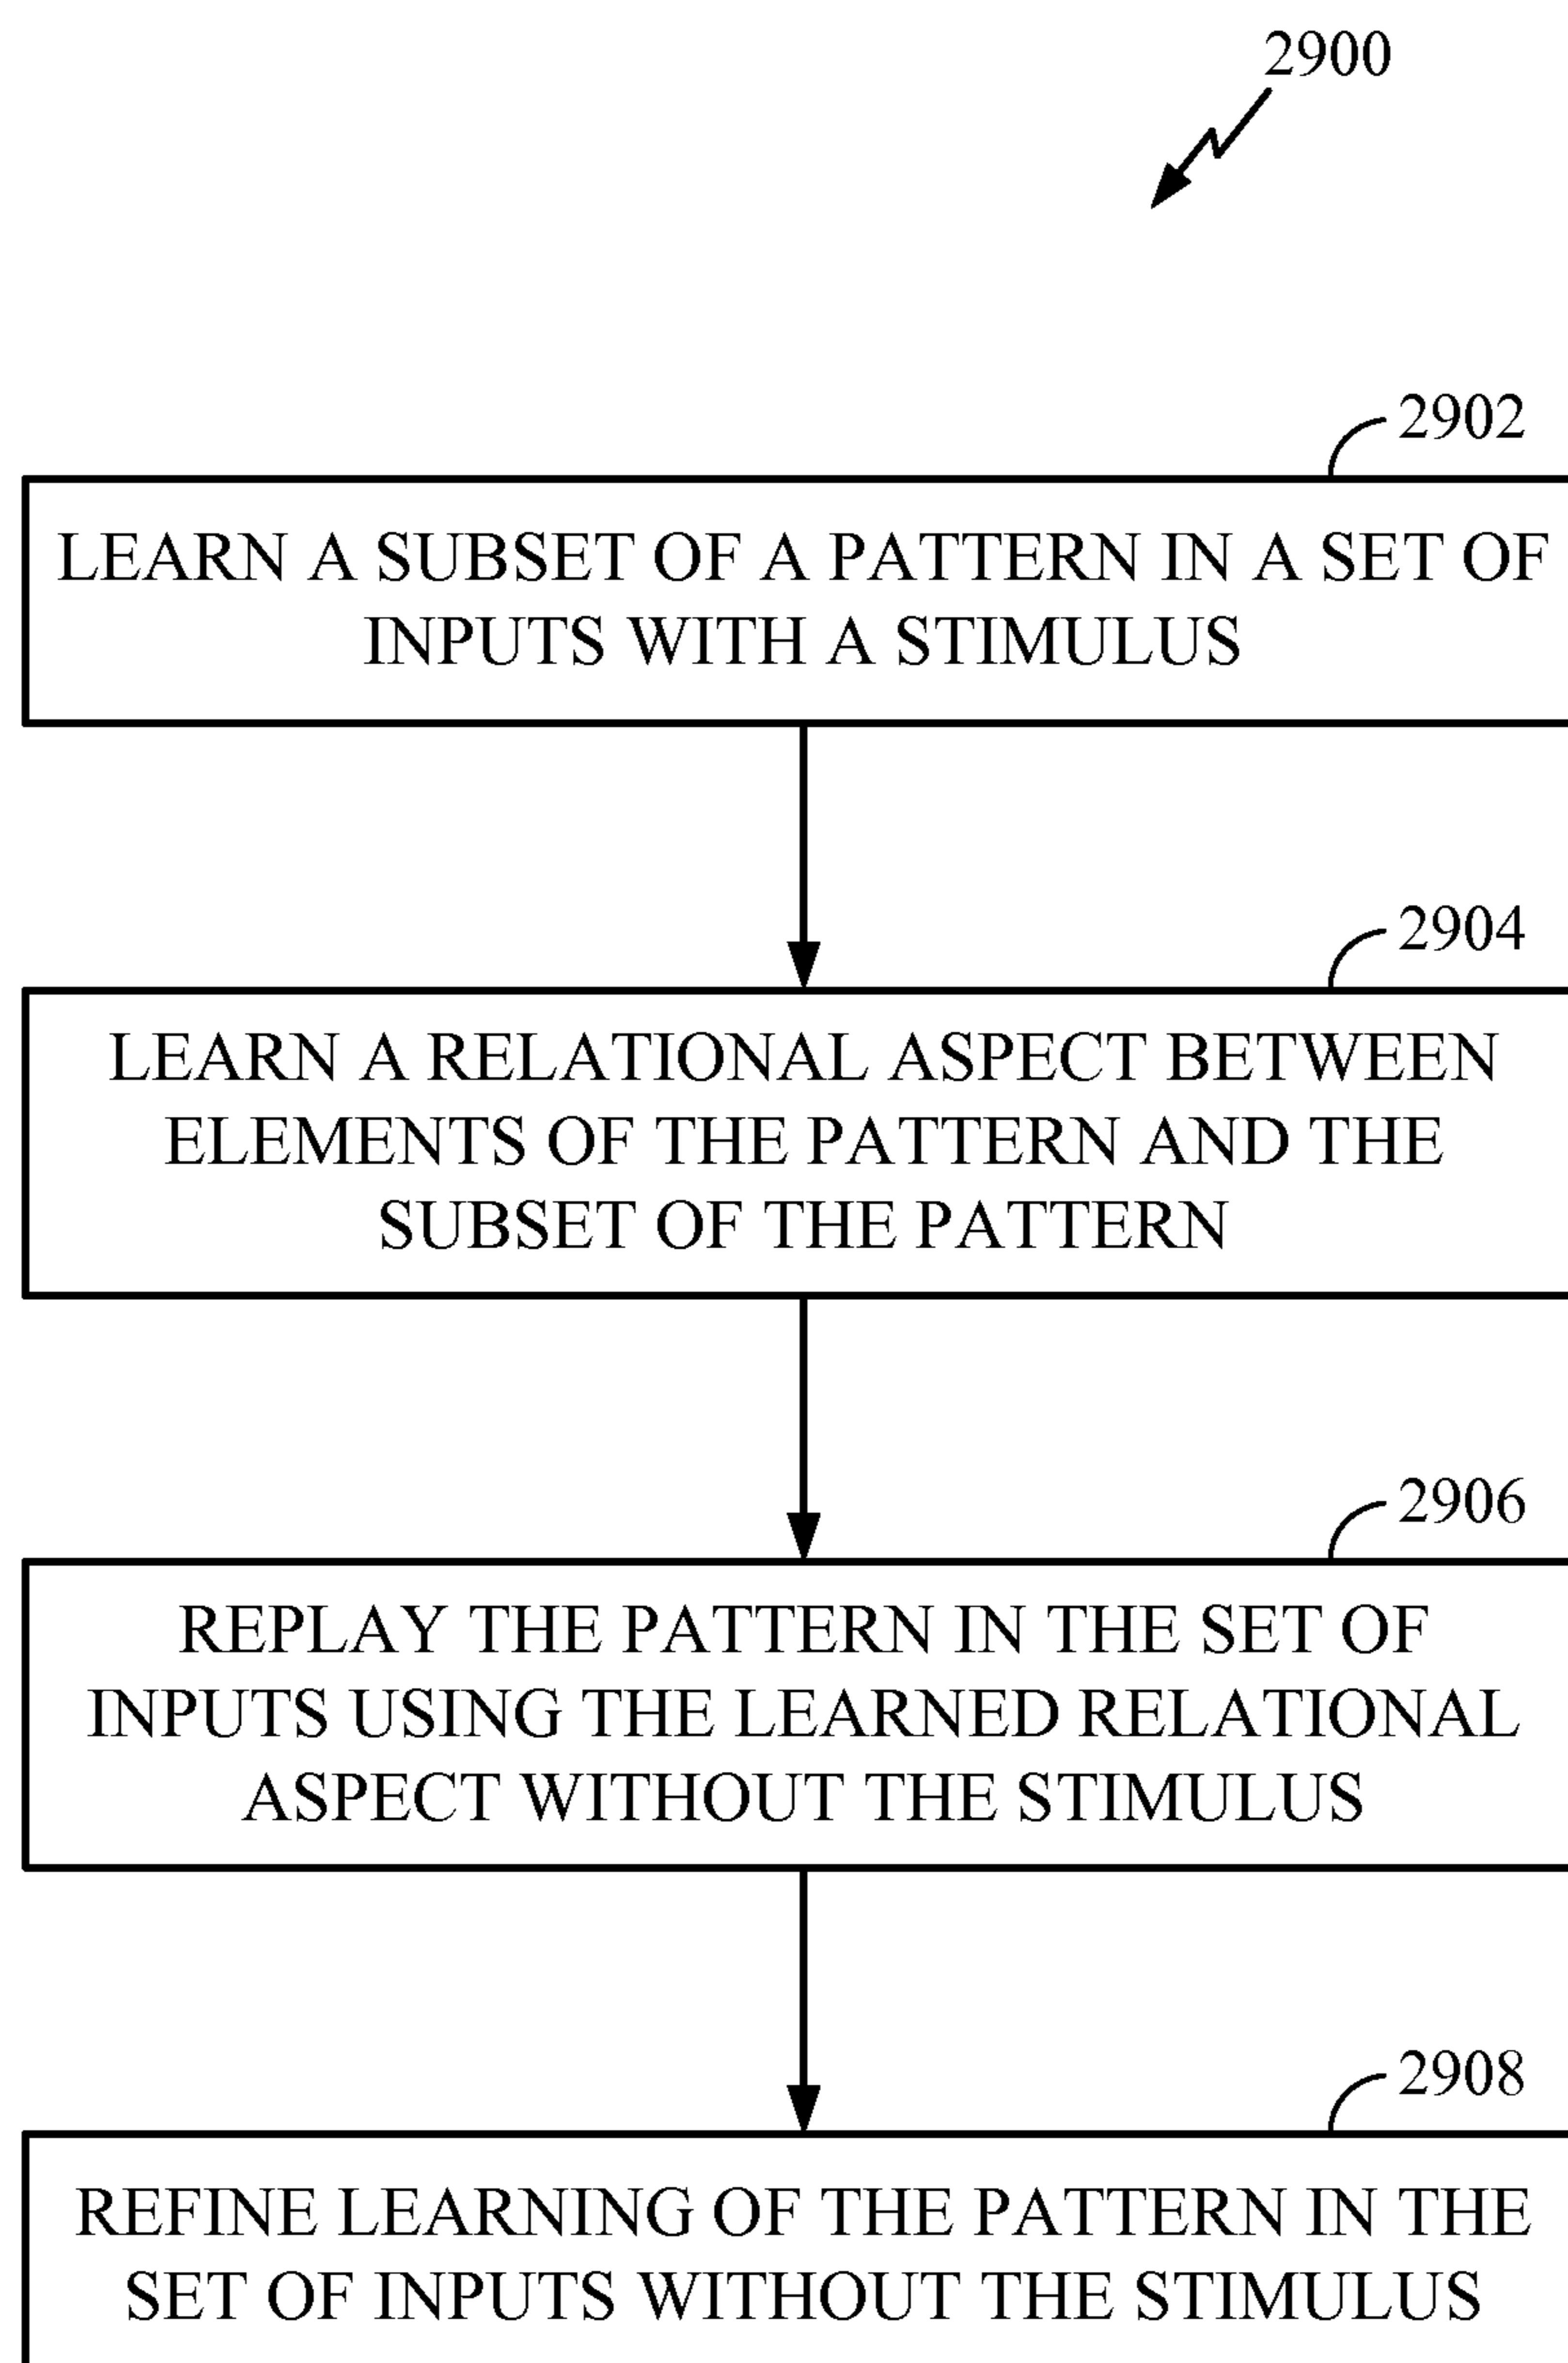 2900
2902
LEARN A SUBSET OF A PATTERN IN A SET OF
INPUTS WITH A STIMULUS
2904
LEARN A RELATIONAL ASPECT BETWEEN
ELEMENTS OF THE PATTERN AND THE
SUBSET OF THE PATTERN
2906
REPLAY THE PATTERN IN THE SET OF
INPUTS USING THE LEARNED RELATIONAL
ASPECT WITHOUT THE STIMULUS
2908
REFINE LEARNING OF THE PATTERN IN THE
SET OF INPUTS WITHOUT THE STIMULUS